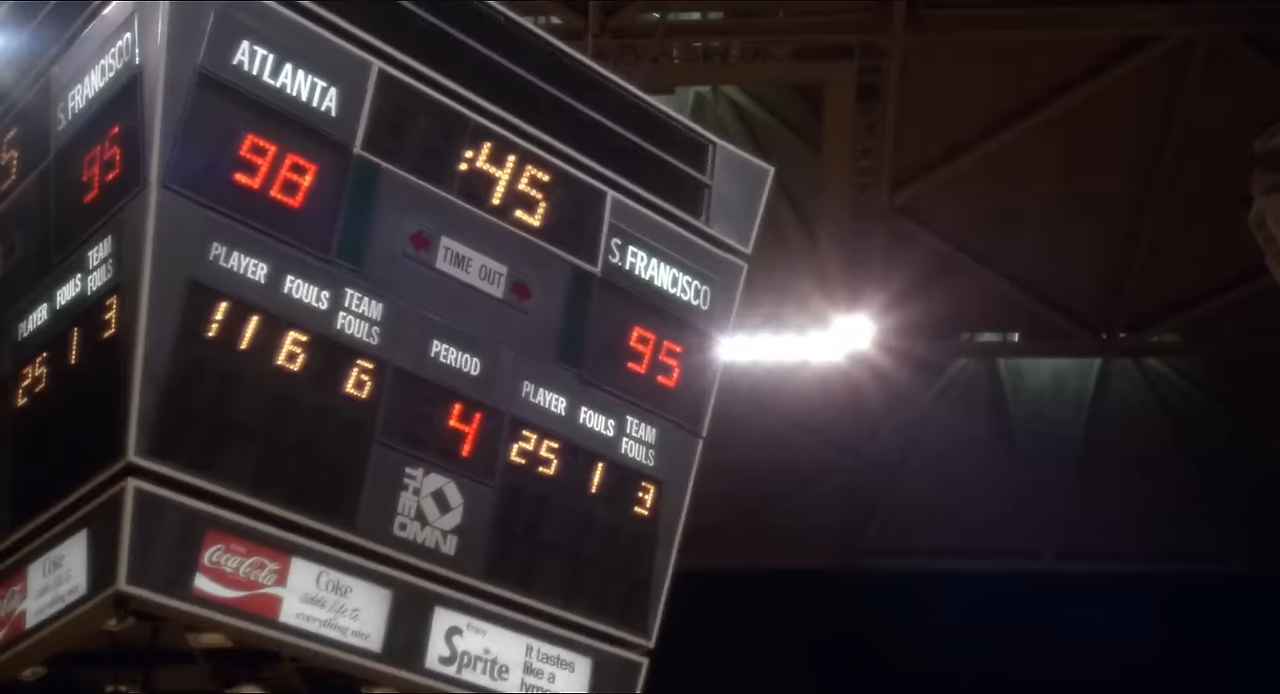 S. FRANCISCO
95
PLAYER FOULS TEAM FOULS
25 1 3
ATLANTA
98
:45
TIME OUT
S. FRANCISCO
95
PLAYER FOULS TEAM FOULS
11 6 6
PERIOD
4
PLAYER FOULS TEAM FOULS
25 1 3
THE OMNI
Coca-Cola
Coke
adds life to
everything nice
Coke
Enjoy
Sprite
It tastes
like a